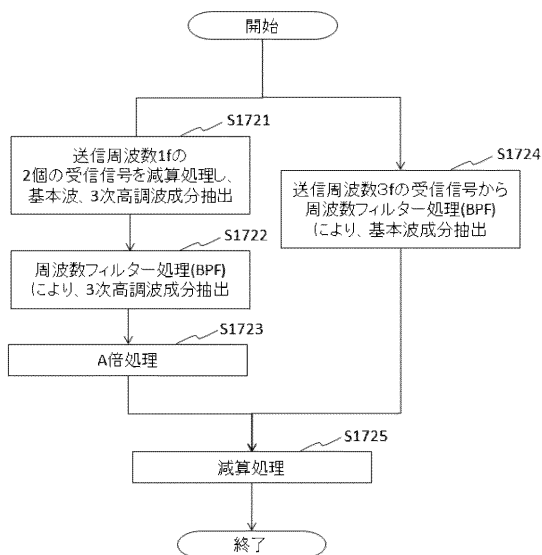 開始
S1721
送信周波数1fの
2個の受信信号を減算処理し、
基本波、3次高調波成分抽出
S1724
送信周波数3fの受信信号から
周波数フィルター処理(BPF)
により、基本波成分抽出
S1722
周波数フィルター処理(BPF)
により、3次高調波成分抽出
S1723
A倍処理
S1725
減算処理
終了